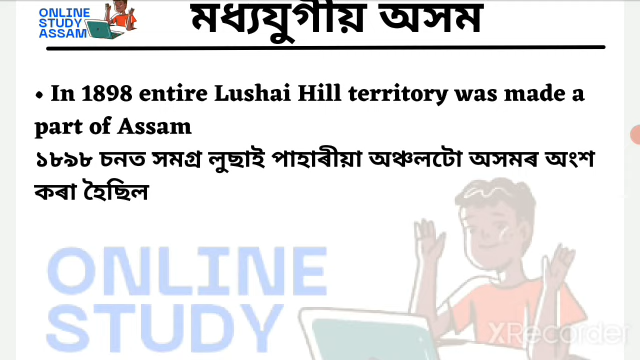 ONLINE
STUDY
ASSAM
মধ্যযুগীয় অসম
• In 1898 entire Lushai Hill territory was made a
part of Assam
১৮৯৮ চনত সমগ্ৰ লুছাই পাহাৰীয়া অঞ্চলটো অসমৰ অংশ
কৰা হৈছিল
ONLINE
STUDY
XRecorder